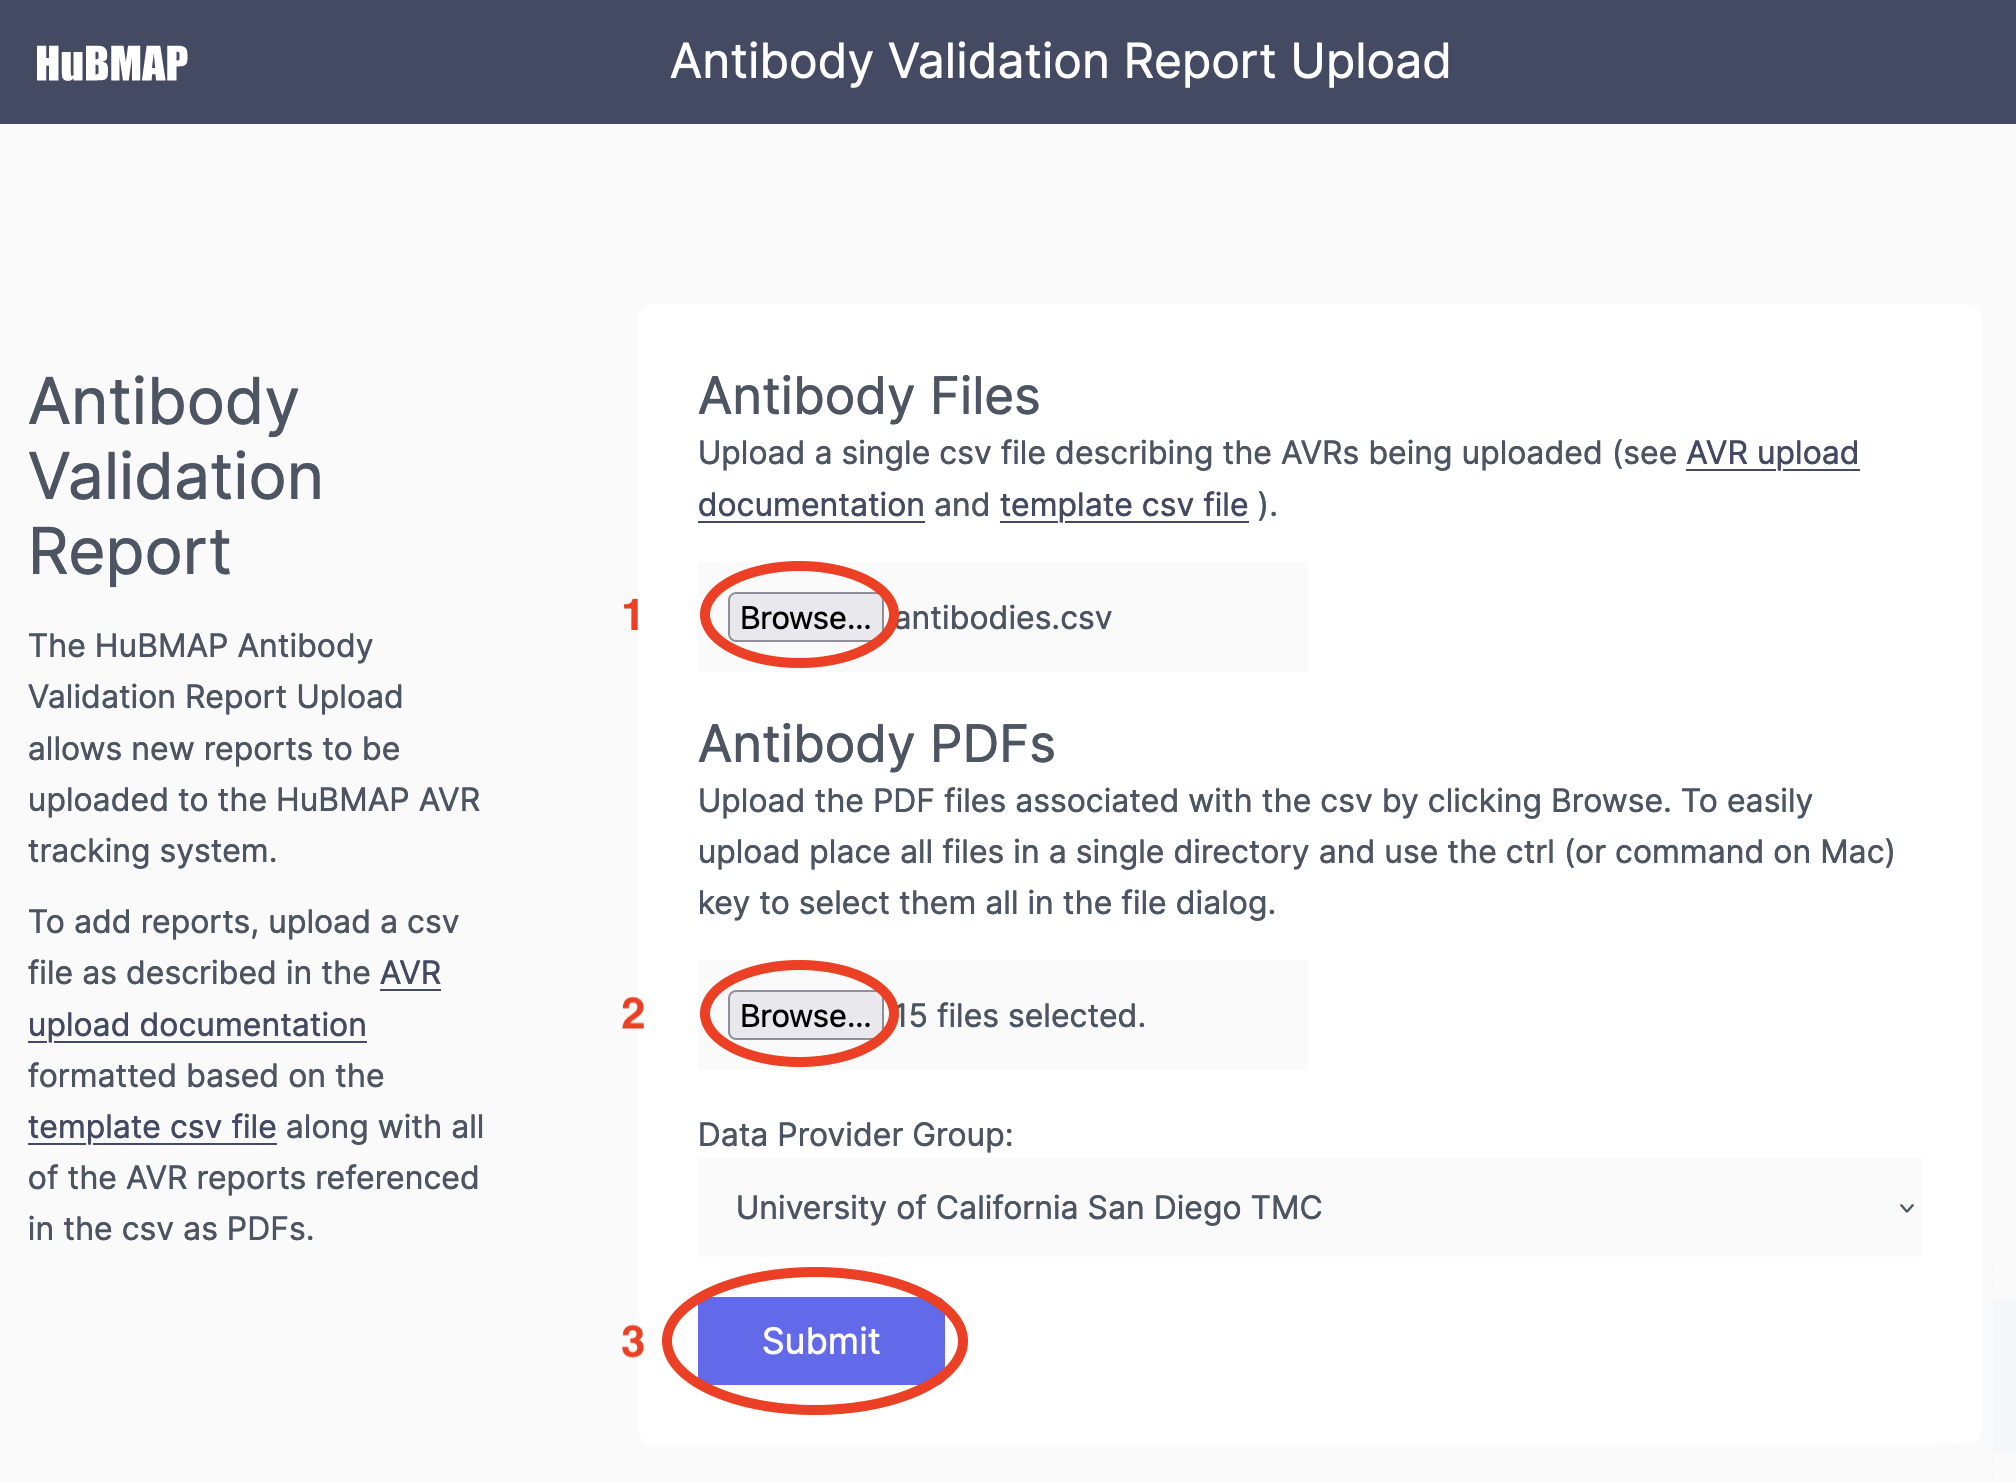 HuBMAP
Antibody Validation Report Upload
Antibody
Validation
Report
The HuBMAP Antibody
Validation Report Upload
allows new reports to be
uploaded to the HuBMAP AVR
tracking system.
To add reports, upload a csv
file as described in the AVR
upload documentation
formatted based on the
template csv file along with all
of the AVR reports referenced
in the csv as PDFs.
Antibody Files
Upload a single csv file describing the AVRs being uploaded (see AVR upload
documentation and template csv file ).
1 Browse... antibodies.csv
Antibody PDFs
Upload the PDF files associated with the csv by clicking Browse. To easily
upload place all files in a single directory and use the ctrl (or command on Mac)
key to select them all in the file dialog.
2 Browse... 15 files selected.
Data Provider Group:
University of California San Diego TMC
3 Submit